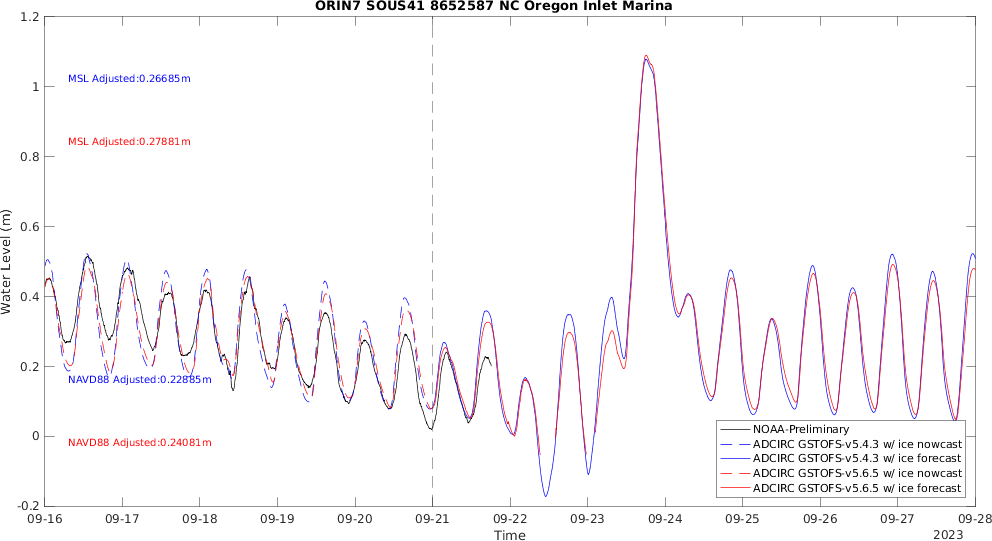 ORIN7 SOUS41 8652587 NC Oregon Inlet Marina
1.2
1
0.8
0.6
0.4
0.2
0
-0.2
Water Level (m)
MSL Adjusted:0.26685m
MSL Adjusted:0.27881m
NAVD88 Adjusted:0.22885m
NAVD88 Adjusted:0.24081m
NOAA-Preliminary
ADCIRC GSTOFS-v5.4.3 w/ ice nowcast
ADCIRC GSTOFS-v5.4.3 w/ ice forecast
ADCIRC GSTOFS-v5.6.5 w/ ice nowcast
ADCIRC GSTOFS-v5.6.5 w/ ice forecast
09-16 09-17 09-18 09-19 09-20 09-21 09-22 09-23 09-24 09-25 09-26 09-27 09-28
Time
2023